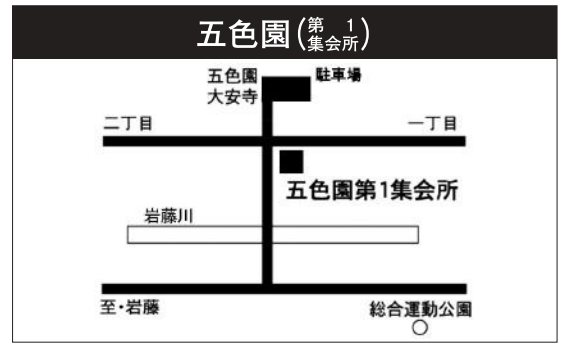 五色園(第1集会所)
五色園
大安寺
駐車場
二丁目
一丁目
五色園第1集会所
岩藤川
至・岩藤
総合運動公園